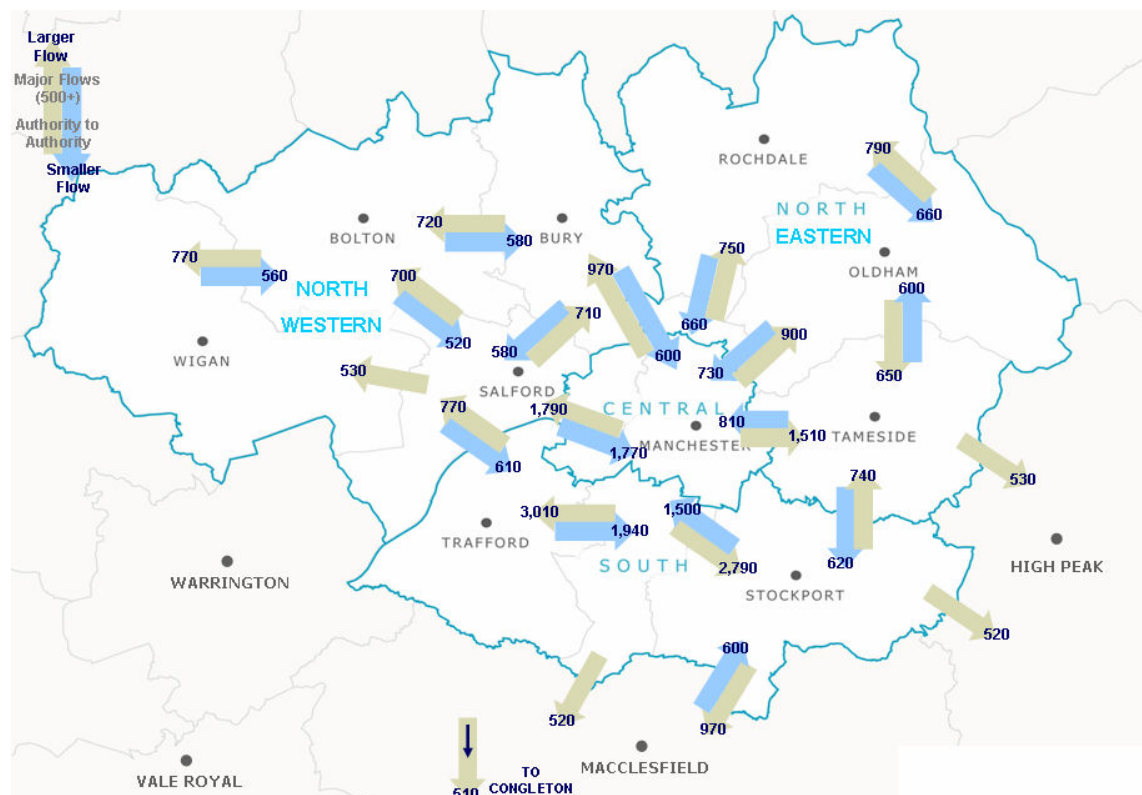 Larger
Flow
Major Flows
(500+)
Authority to
Authority
Smaller
Flow
ROCHDALE
790
660
NORTH
EASTERN
720
BOLTON
580
BURY
750
770
560
700
970
OLDHAM
600
NORTH
WESTERN
710
660
900
520
580
600
730
WIGAN
530
SALFORD
650
770
1,790
CENTRAL
810
MANCHESTER
1,510
TAMESIDE
610
1,770
740
530
3,010
1,940
1,500
TRAFFORD
SOUTH
2,790
620
STOCKPORT
HIGH PEAK
WARRINGTON
520
600
520
970
MACCLESFIELD
VALE ROYAL
TO
CONGLETON
510